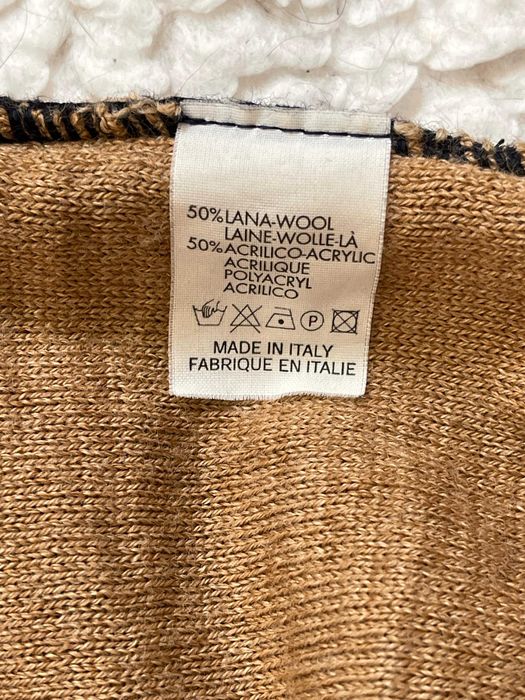 50%LANA-WOOL
LAINE-WOLLE-LÀ
50%ACRILICO-ACRYLIC
ACRILIQUE
POLYACRYL
ACRILICO
P
MADE IN ITALY
FABRIQUE EN ITALIE